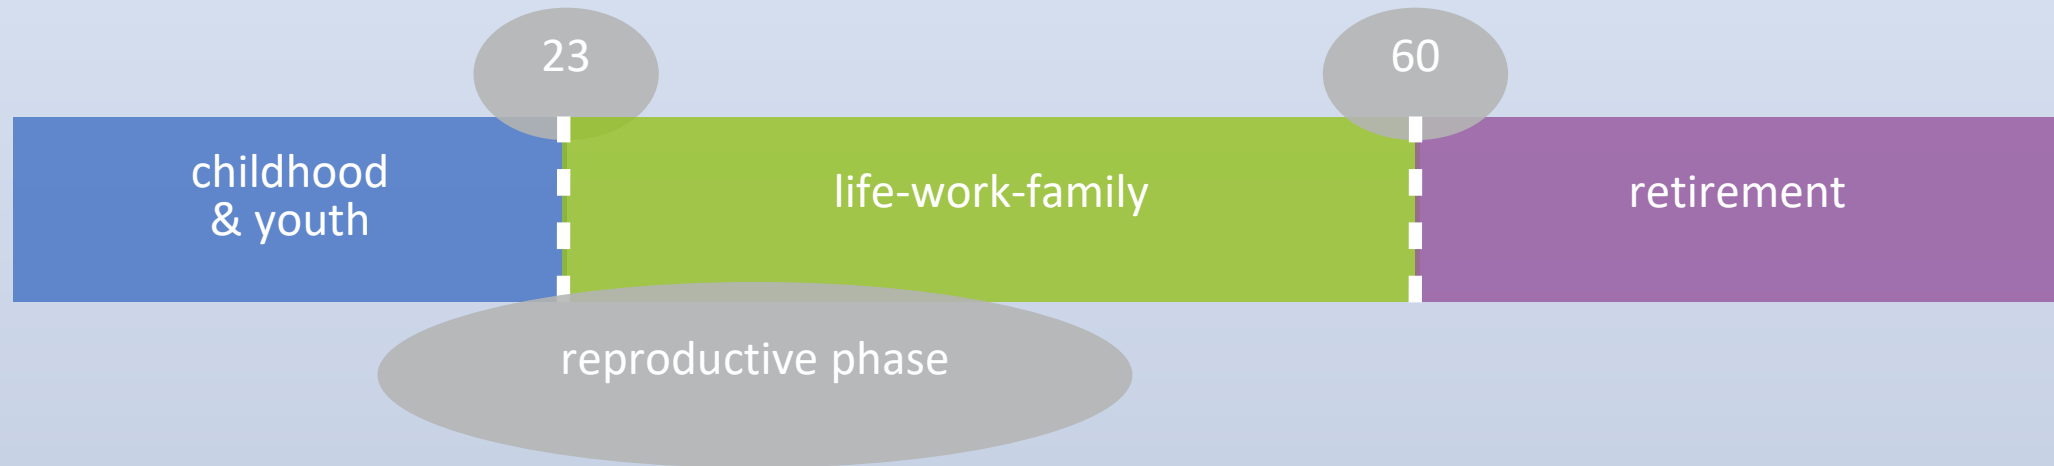 23
60
childhood
& youth
life-work-family
retirement
reproductive phase